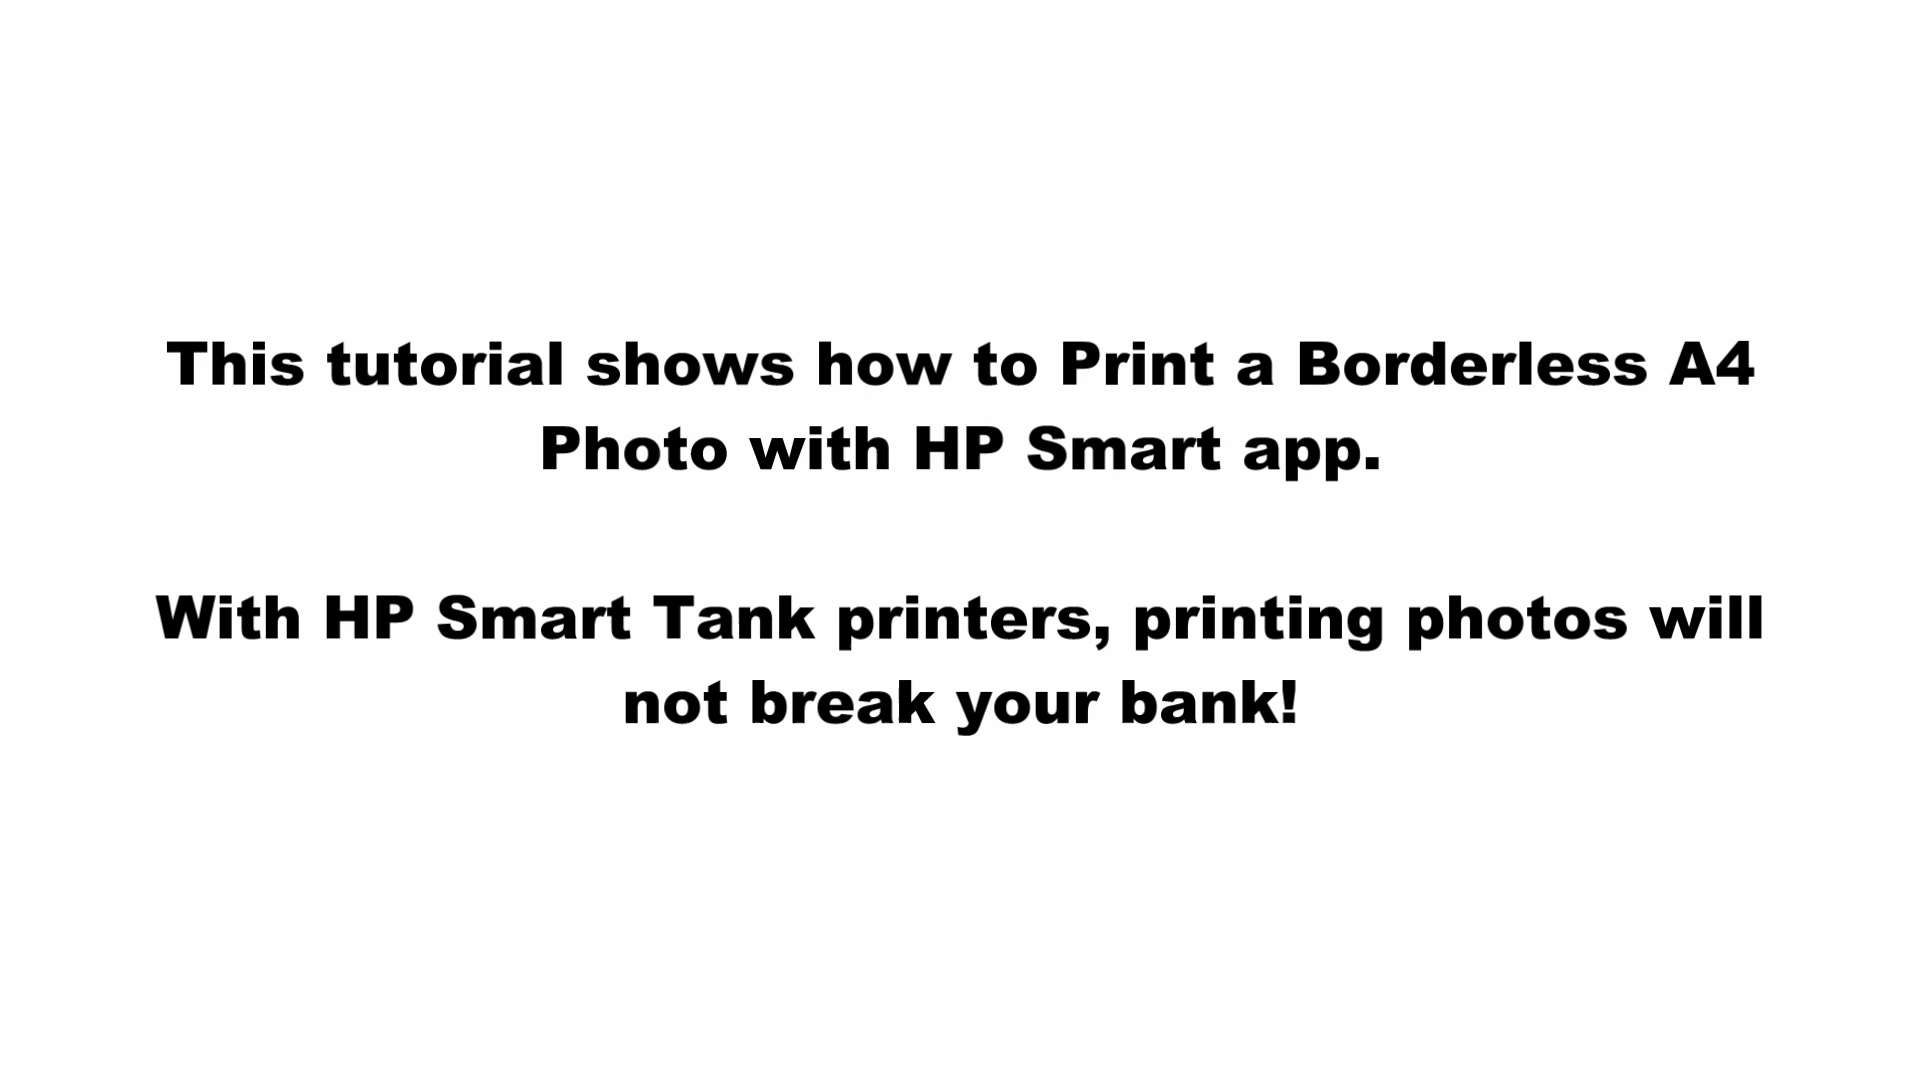 This tutorial shows how to Print a Borderless A4
Photo with HP Smart app.
With HP Smart Tank printers, printing photos will
not break your bank!